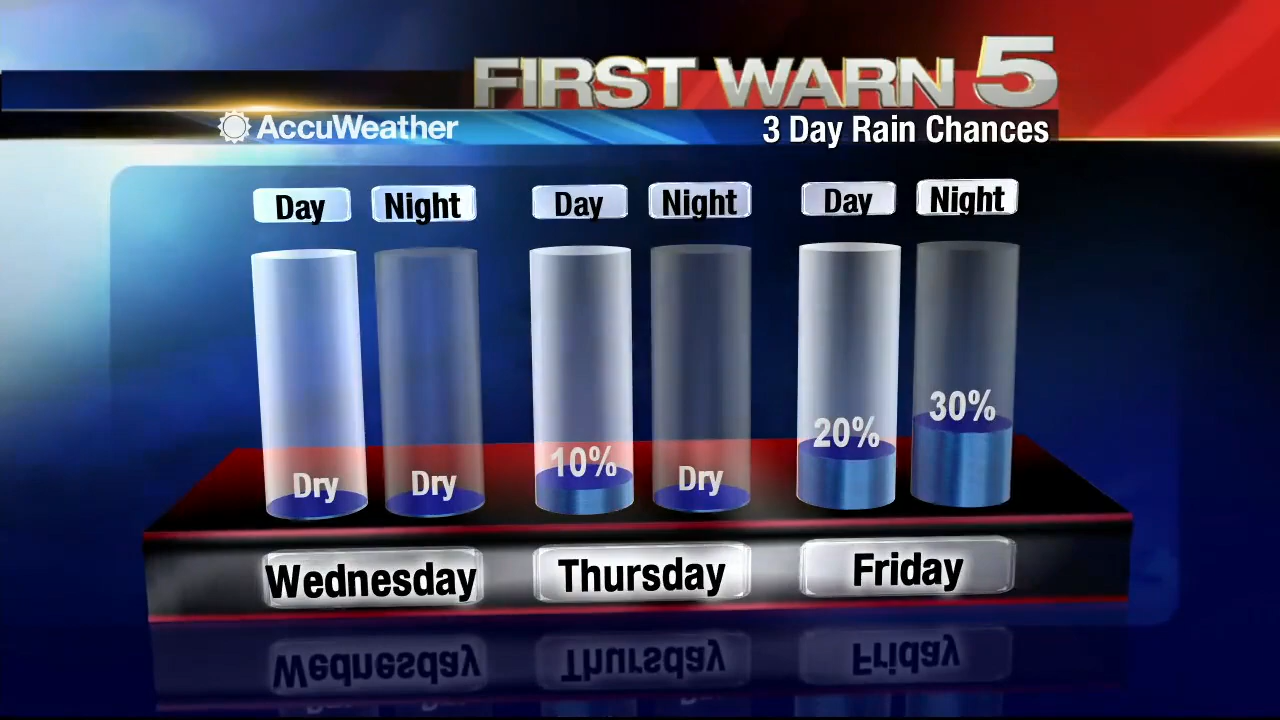 FIRST WARN 5
AccuWeather
3 Day Rain Chances
Day Night Day Night Day Night
Dry Dry 10% Dry 20% 30%
Wednesday Thursday Friday